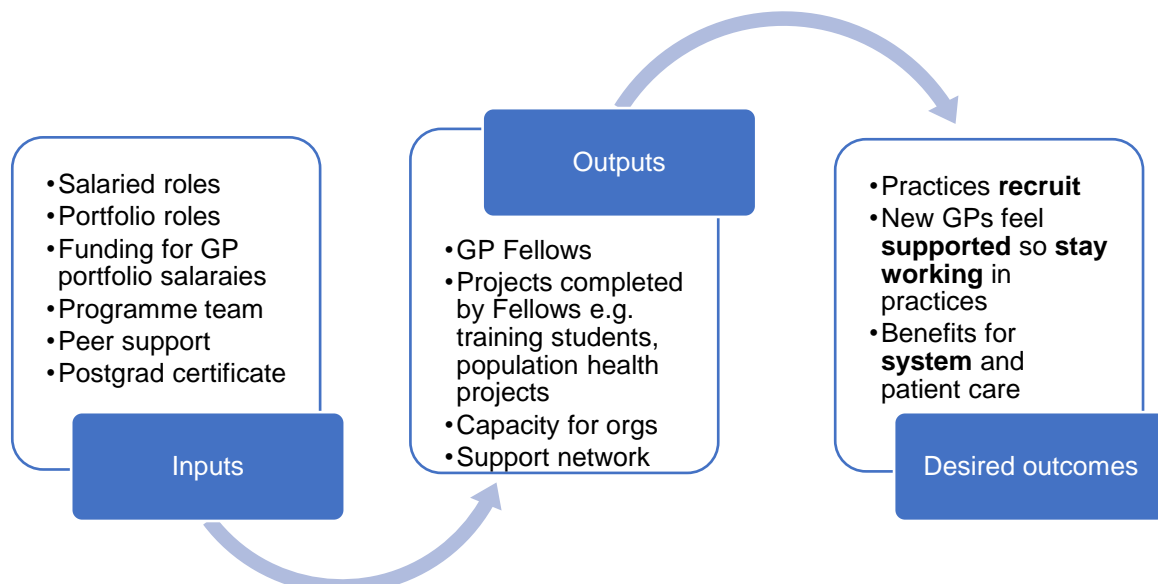 •Salaried roles
•Portfolio roles
•Funding for GP
portfolio salaraies
•Programme team
•Peer support
•Postgrad certificate
Inputs
Outputs
•GP Fellows
•Projects completed
by Fellows e.g.
training students,
population health
projects
•Capacity for orgs
•Support network
•Practices recruit
•New GPs feel
supported so stay
working in
practices
•Benefits for
system and
patient care
Desired outcomes